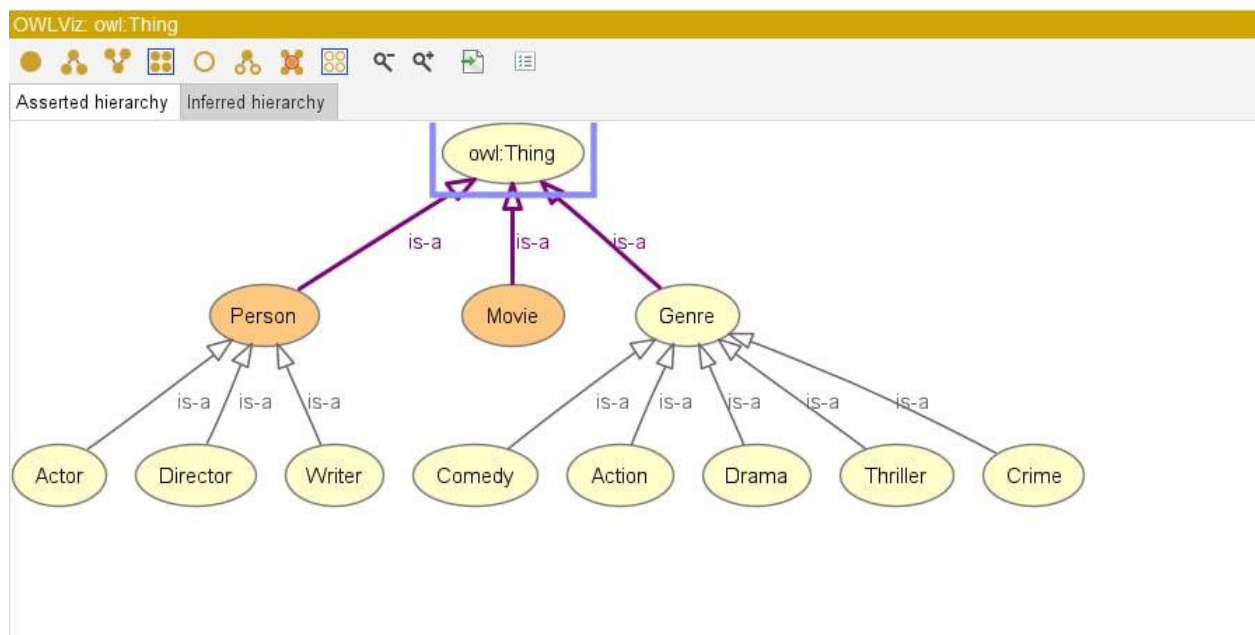 OWLViz: owl:Thing
Asserted hierarchy Inferred hierarchy
owl:Thing
is-a is-a is-a
Person Movie Genre
is-a is-a is-a is-a is-a is-a is-a is-a
Actor Director Writer Comedy Action Drama Thriller Crime